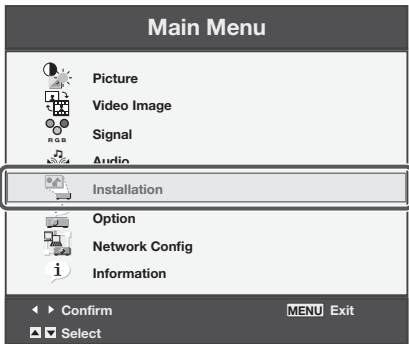 Main Menu
Picture
Video Image
RGB
Signal
Audio
Installation
Option
Network Config
i
Information
Confirm MENU Exit
Select